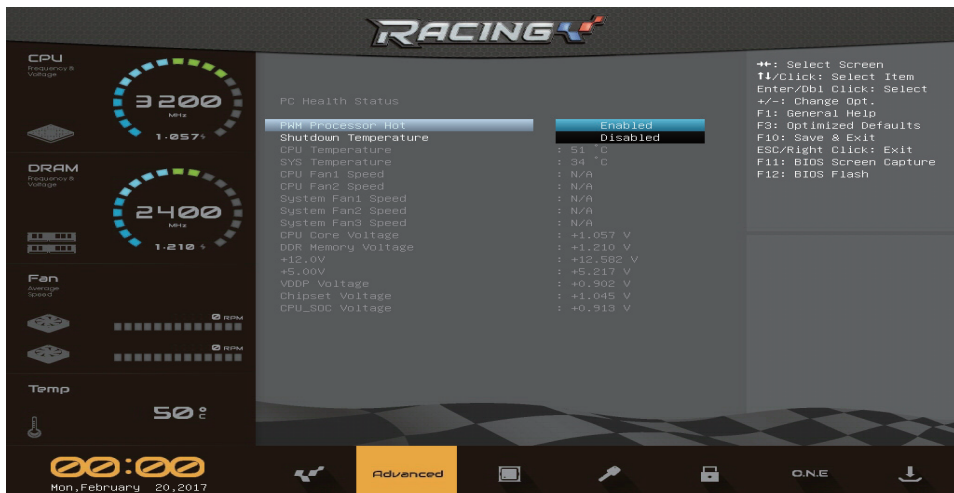 RACING
CPU
Frequency &
Voltage
3200
MHz
1.057
DRAM
Frequency &
Voltage
2400
MHz
1.210
Fan
Average
Speed
0 RPM
0 RPM
Temp
50 °C
PC Health Status
PWM Processor Hot Enabled
Shutdown Temperature Disabled
CPU Temperature : 51 °C
SYS Temperature : 34 °C
CPU Fan1 Speed : N/A
CPU Fan2 Speed : N/A
System Fan1 Speed : N/A
System Fan2 Speed : N/A
System Fan3 Speed : N/A
CPU Core Voltage : +1.057 V
DDR Memory Voltage : +1.210 V
+12.0V : +12.582 V
+5.00V : +5.217 V
VDDP Voltage : +0.902 V
Chipset Voltage : +1.045 V
CPU_SOC Voltage : +0.913 V
→←: Select Screen
↑↓/Click: Select Item
Enter/Dbl Click: Select
+/-: Change Opt.
F1: General Help
F3: Optimized Defaults
F10: Save & Exit
ESC/Right Click: Exit
F11: BIOS Screen Capture
F12: BIOS Flash
00:00
Mon,February 20,2017
Advanced
O.N.E